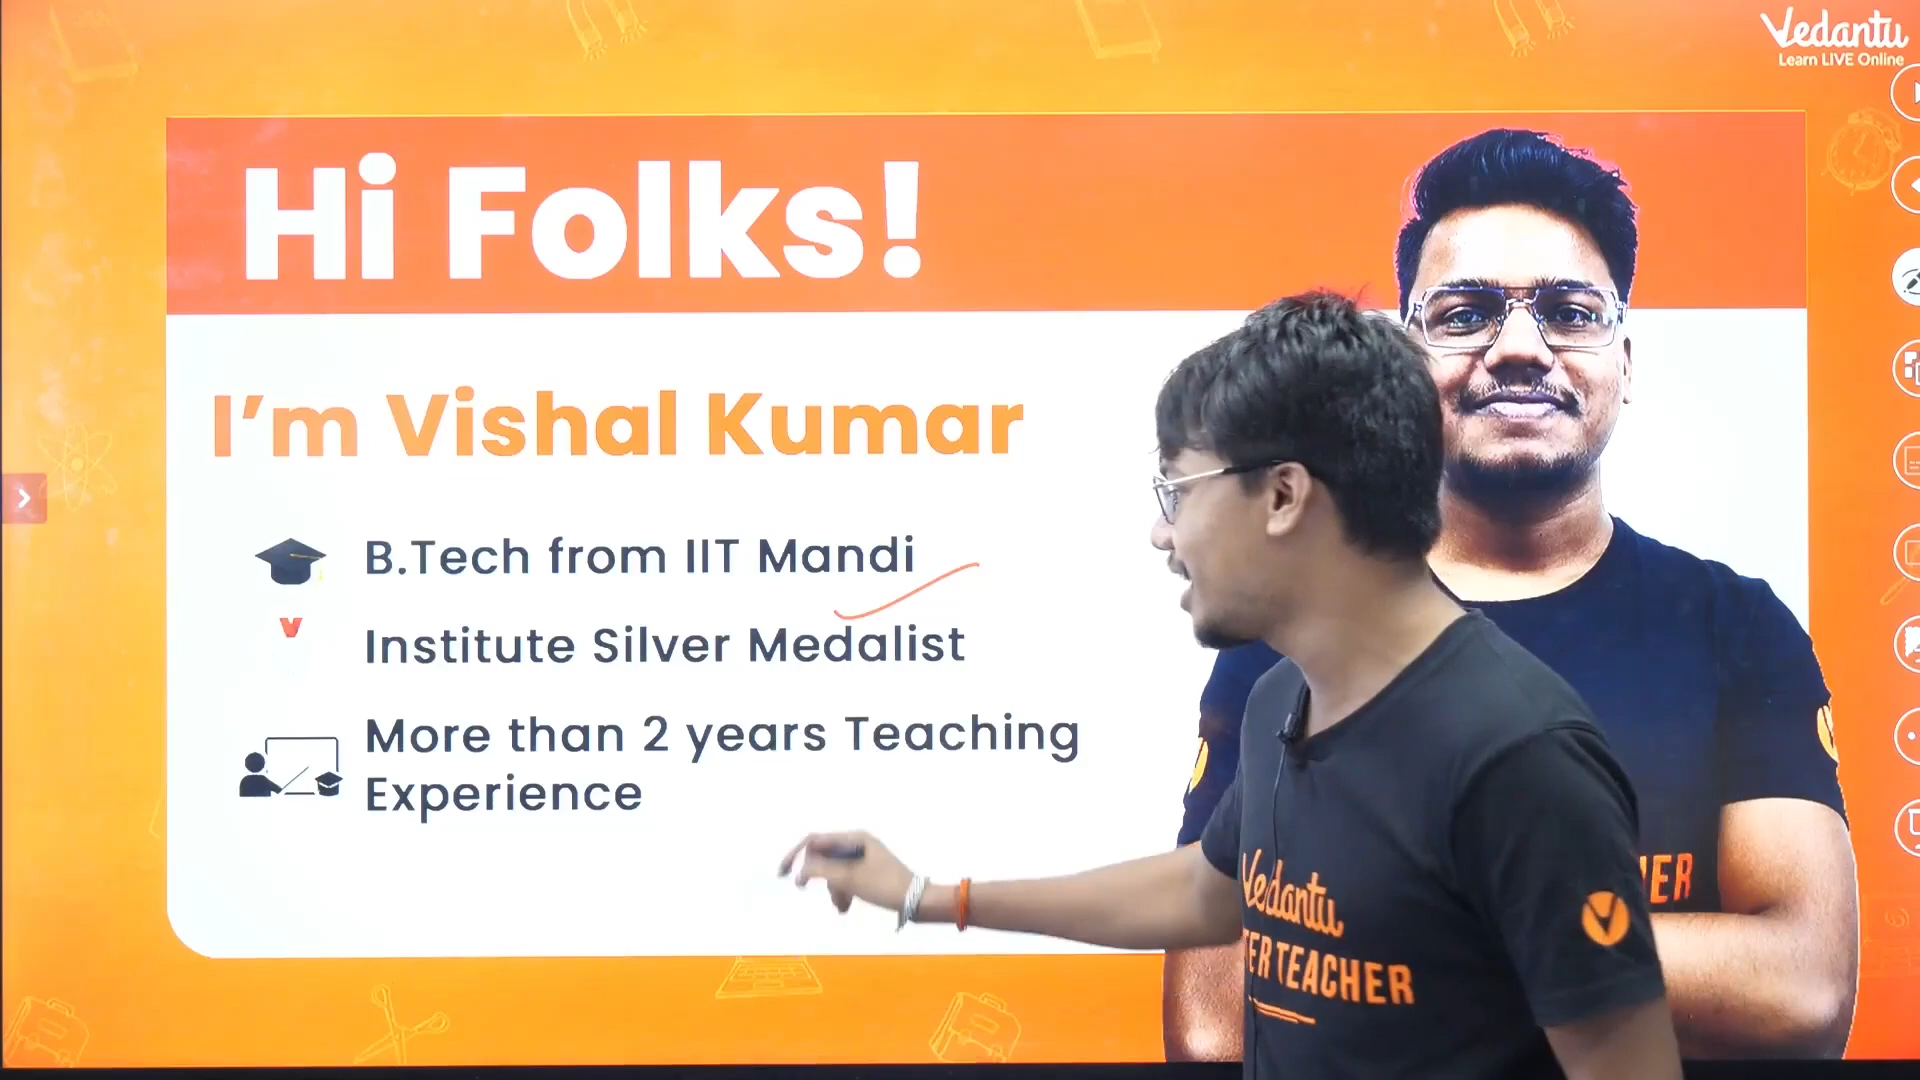 Vedantu
Learn LIVE Online
Hi Folks!
I'm Vishal Kumar
B.Tech from IIT Mandi
Institute Silver Medalist
More than 2 years Teaching
Experience
Vedantu
TER TEACHER
ER